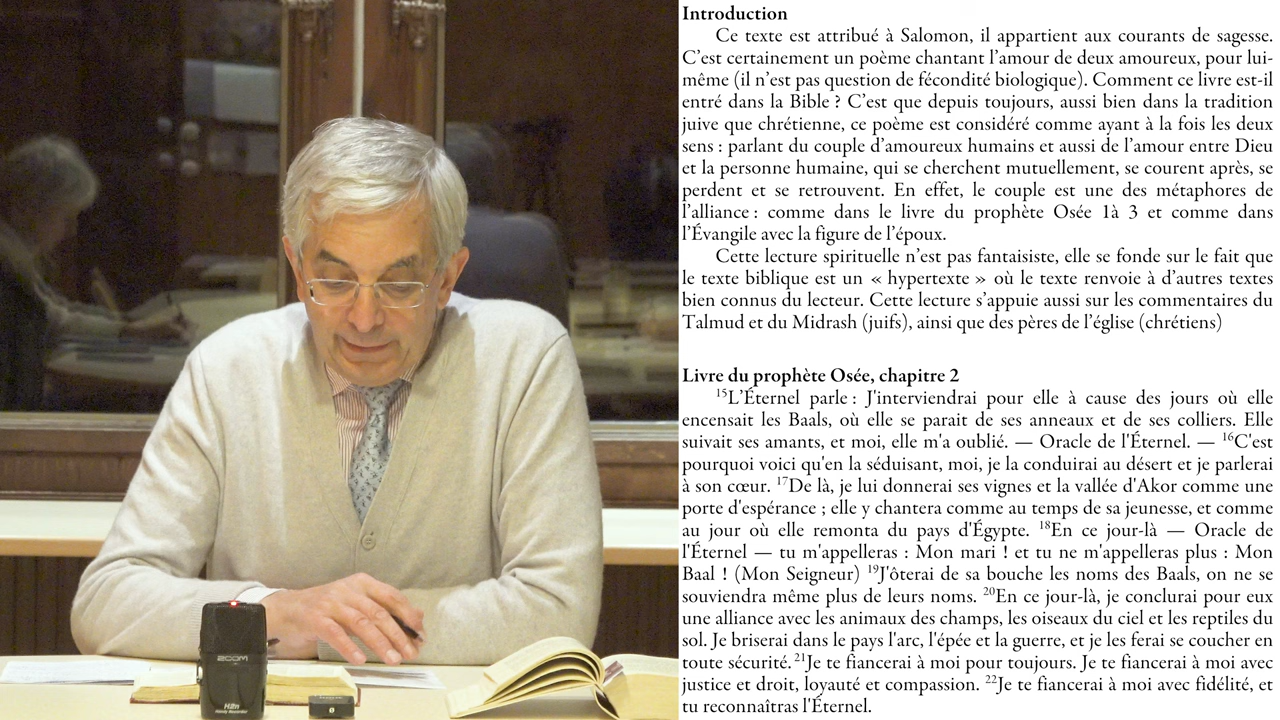 Introduction
Ce texte est attribué à Salomon, il appartient aux courants de sagesse.
C'est certainement un poème chantant l'amour de deux amoureux, pour lui-
même (il n'est pas question de fécondité biologique). Comment ce livre est-il
entré dans la Bible ? C'est que depuis toujours, aussi bien dans la tradition
juive que chrétienne, ce poème est considéré comme ayant à la fois les deux
sens : parlant du couple d'amoureux humains et aussi de l'amour entre Dieu
et la personne humaine, qui se cherchent mutuellement, se courent après, se
perdent et se retrouvent. En effet, le couple est une des métaphores de
l'alliance : comme dans le livre du prophète Osée 1à 3 et comme dans
l'Évangile avec la figure de l'époux.
Cette lecture spirituelle n'est pas fantaisiste, elle se fonde sur le fait que
le texte biblique est un « hypertexte » où le texte renvoie à d'autres textes
bien connus du lecteur. Cette lecture s'appuie aussi sur les commentaires du
Talmud et du Midrash (juifs), ainsi que des pères de l'église (chrétiens)
Livre du prophète Osée, chapitre 2
¹⁵L'Éternel parle : J'interviendrai pour elle à cause des jours où elle
encensait les Baals, où elle se parait de ses anneaux et de ses colliers. Elle
suivait ses amants, et moi, elle m'a oublié. — Oracle de l'Éternel. — ¹⁶C'est
pourquoi voici qu'en la séduisant, moi, je la conduirai au désert et je parlerai
à son cœur. ¹⁷De là, je lui donnerai ses vignes et la vallée d'Akor comme une
porte d'espérance ; elle y chantera comme au temps de sa jeunesse, et comme
au jour où elle remonta du pays d'Égypte. ¹⁸En ce jour-là — Oracle de
l'Éternel — tu m'appelleras : Mon mari ! et tu ne m'appelleras plus : Mon
Baal ! (Mon Seigneur) ¹⁹J'ôterai de sa bouche les noms des Baals, on ne se
souviendra même plus de leurs noms. ²⁰En ce jour-là, je conclurai pour eux
une alliance avec les animaux des champs, les oiseaux du ciel et les reptiles du
sol. Je briserai dans le pays l'arc, l'épée et la guerre, et je les ferai se coucher en
toute sécurité. ²¹Je te fiancerai à moi pour toujours. Je te fiancerai à moi avec
justice et droit, loyauté et compassion. ²²Je te fiancerai à moi avec fidélité, et
tu reconnaîtras l'Éternel.
ZOOM
H2n
Handy Recorder